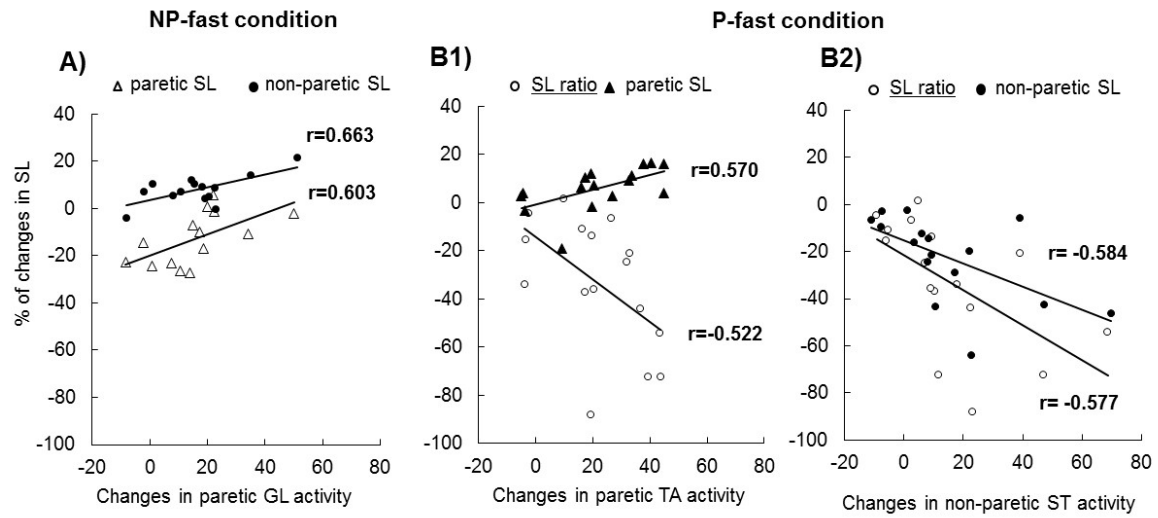 NP-fast condition
P-fast condition
A)
△ paretic SL ● non-paretic SL
% of changes in SL
40
20
0
-20
-40
-60
-80
-100
r=0.663
r=0.603
-20 0 20 40 60 80
Changes in paretic GL activity
B1)
○ SL ratio ▲ paretic SL
40
20
0
-20
-40
-60
-80
-100
r=0.570
r=-0.522
-20 0 20 40 60 80
Changes in paretic TA activity
B2)
○ SL ratio ● non-paretic SL
40
20
0
-20
-40
-60
-80
-100
r= -0.584
r= -0.577
-20 0 20 40 60 80
Changes in non-paretic ST activity